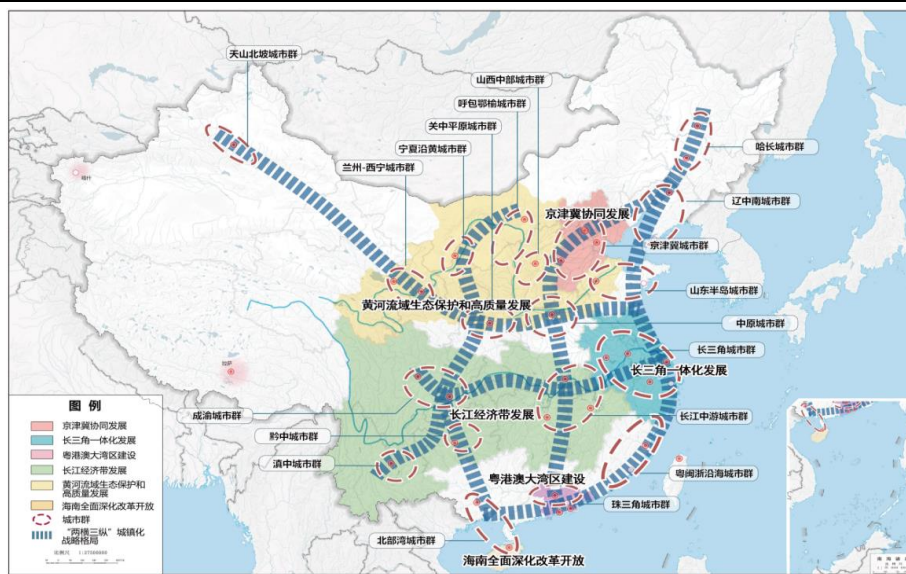 天山北坡城市群
山西中部城市群
呼包鄂榆城市群
关中平原城市群
宁夏沿黄城市群
兰州-西宁城市群
哈长城市群
辽中南城市群
京津冀协同发展
京津冀城市群
山东半岛城市群
黄河流域生态保护和高质量发展
中原城市群
长三角城市群
长三角一体化发展
成渝城市群
长江经济带发展
长江中游城市群
黔中城市群
滇中城市群
粤闽浙沿海城市群
粤港澳大湾区建设
珠三角城市群
北部湾城市群
海南全面深化改革开放
图 例
京津冀协同发展
长三角一体化发展
粤港澳大湾区建设
长江经济带发展
黄河流域生态保护和
高质量发展
海南全面深化改革开放
城市群
“两横三纵”城镇化
战略格局